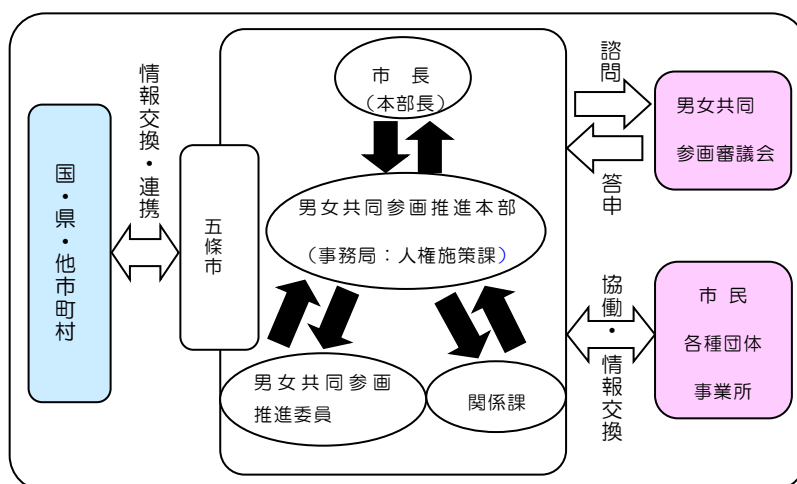 国・県・他市町村
情報交換・連携
五條市
市　長
（本部長）
男女共同参画推進本部
（事務局：人権施策課）
男女共同参画
推進委員
関係課
諮問
答申
男女共同
参画審議会
協働・情報交換
市 民
各種団体
事業所